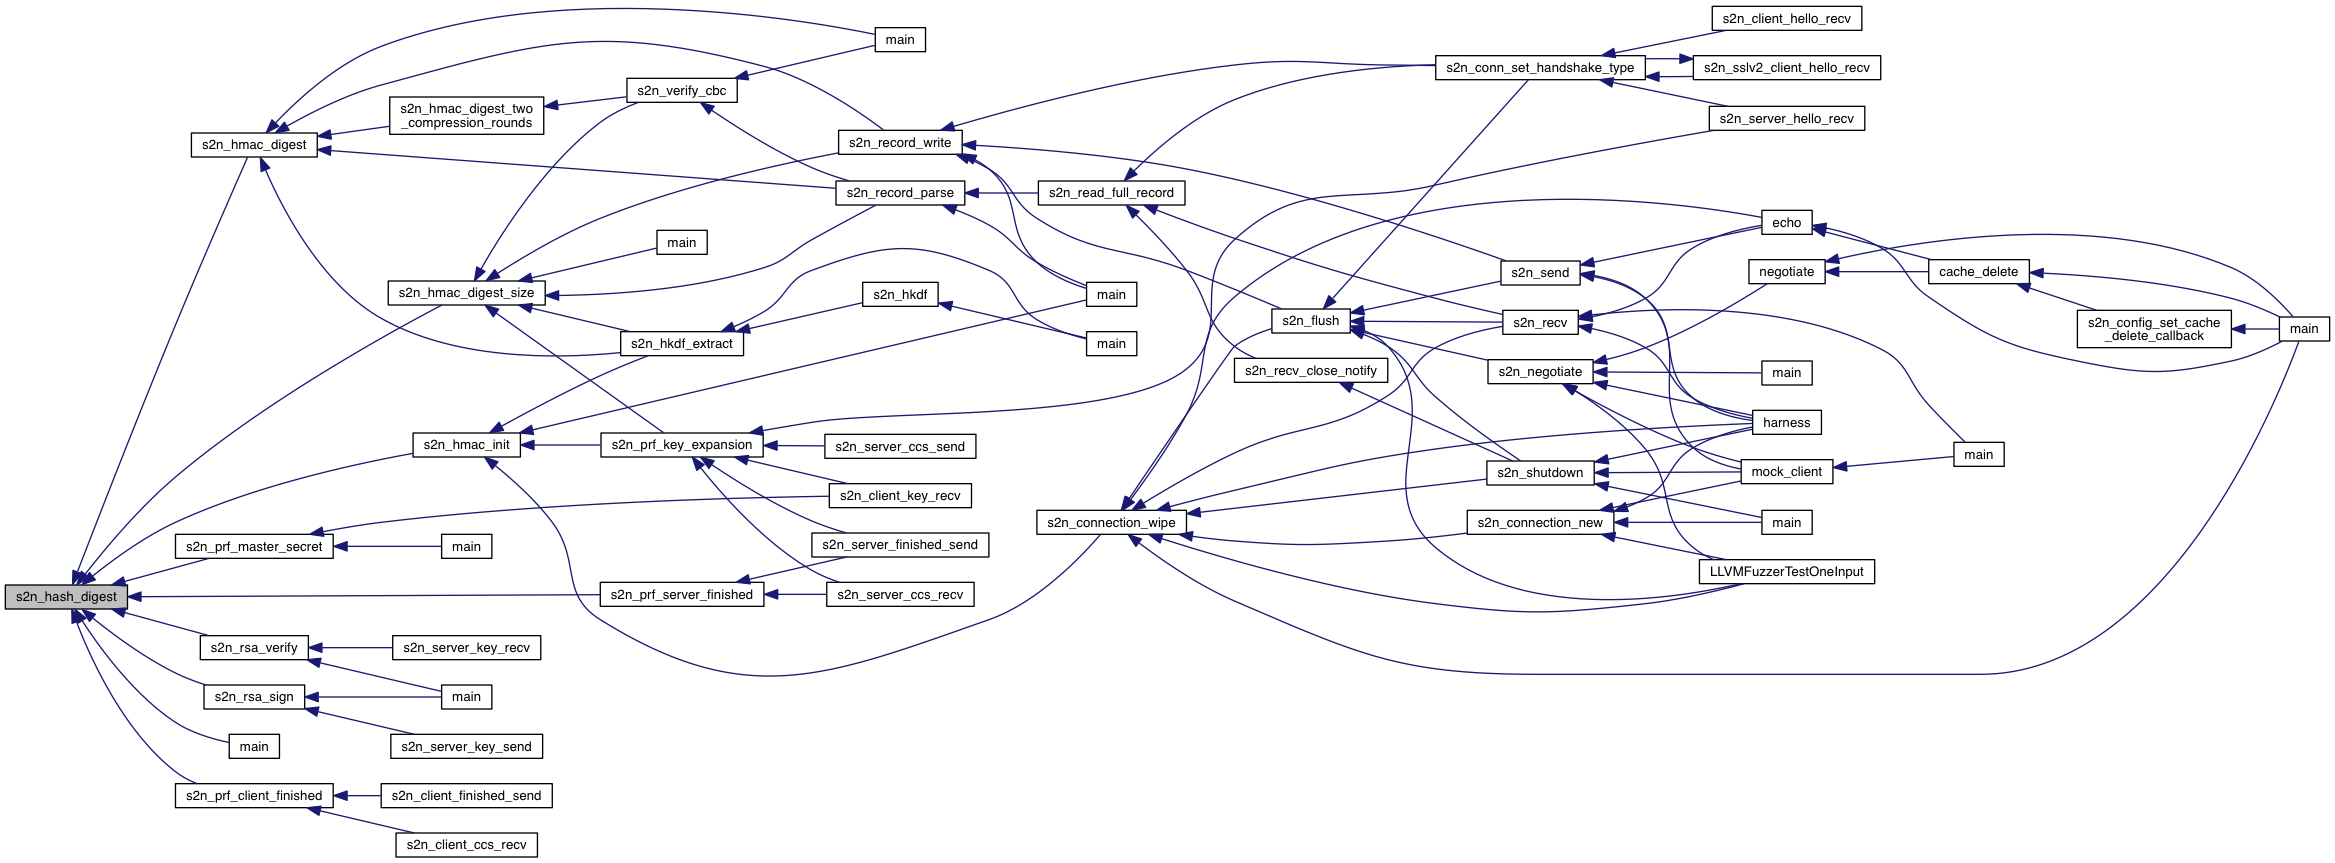 s2n_client_hello_recv
main
s2n_conn_set_handshake_type
s2n_sslv2_client_hello_recv
s2n_verify_cbc
s2n_hmac_digest_two
_compression_rounds
s2n_server_hello_recv
s2n_hmac_digest
s2n_record_write
s2n_record_parse
s2n_read_full_record
echo
main
s2n_send
negotiate
cache_delete
s2n_hmac_digest_size
s2n_hkdf
main
s2n_flush
s2n_recv
s2n_config_set_cache
_delete_callback
main
s2n_hkdf_extract
main
s2n_recv_close_notify
s2n_negotiate
main
harness
s2n_hmac_init
s2n_prf_key_expansion
s2n_server_ccs_send
main
s2n_shutdown
mock_client
s2n_client_key_recv
s2n_connection_wipe
s2n_connection_new
main
s2n_prf_master_secret
main
s2n_server_finished_send
LLVMFuzzerTestOneInput
s2n_hash_digest
s2n_prf_server_finished
s2n_server_ccs_recv
s2n_rsa_verify
s2n_server_key_recv
s2n_rsa_sign
main
main
s2n_server_key_send
s2n_prf_client_finished
s2n_client_finished_send
s2n_client_ccs_recv